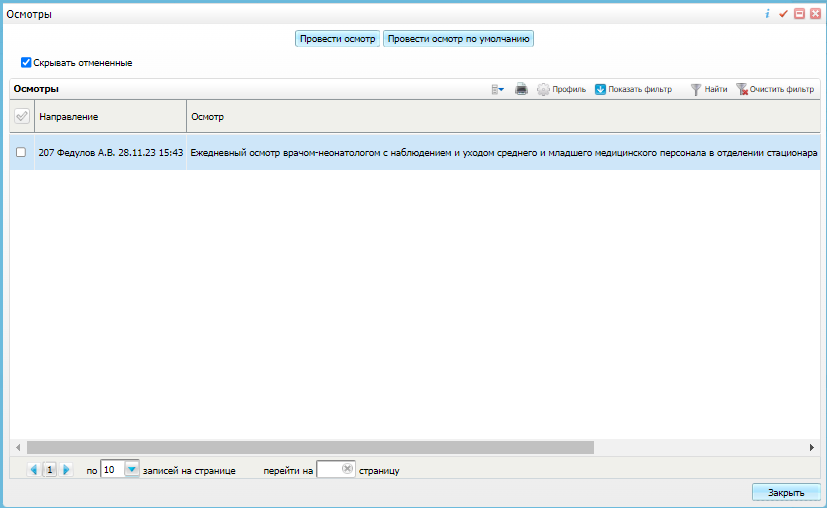 Осмотры
Провести осмотр Провести осмотр по умолчанию
Скрывать отмененные
Осмотры Профиль Показать фильтр Найти Очистить фильтр
Направление Осмотр
207 Федулов А.В. 28.11.23 15:43 Ежедневный осмотр врачом-неонатологом с наблюдением и уходом среднего и младшего медицинского персонала в отделении стационара
1 по 10 записей на странице перейти на страницу
Закрыть